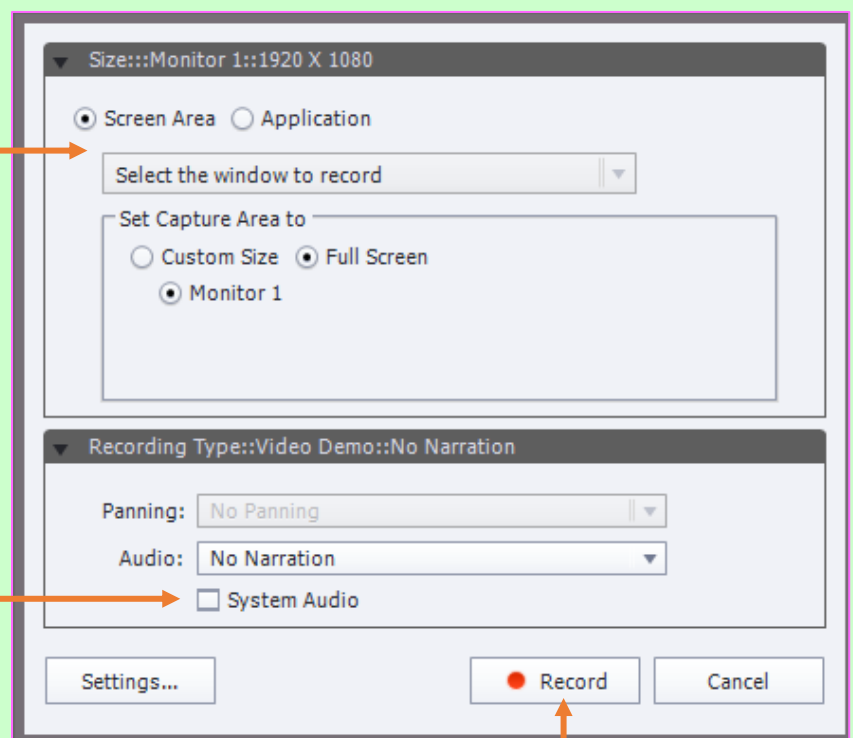 Size:::Monitor 1::1920 X 1080
Screen Area Application
Select the window to record
Set Capture Area to
Custom Size Full Screen
Monitor 1
Recording Type::Video Demo::No Narration
Panning: No Panning
Audio: No Narration
System Audio
Settings... Record Cancel